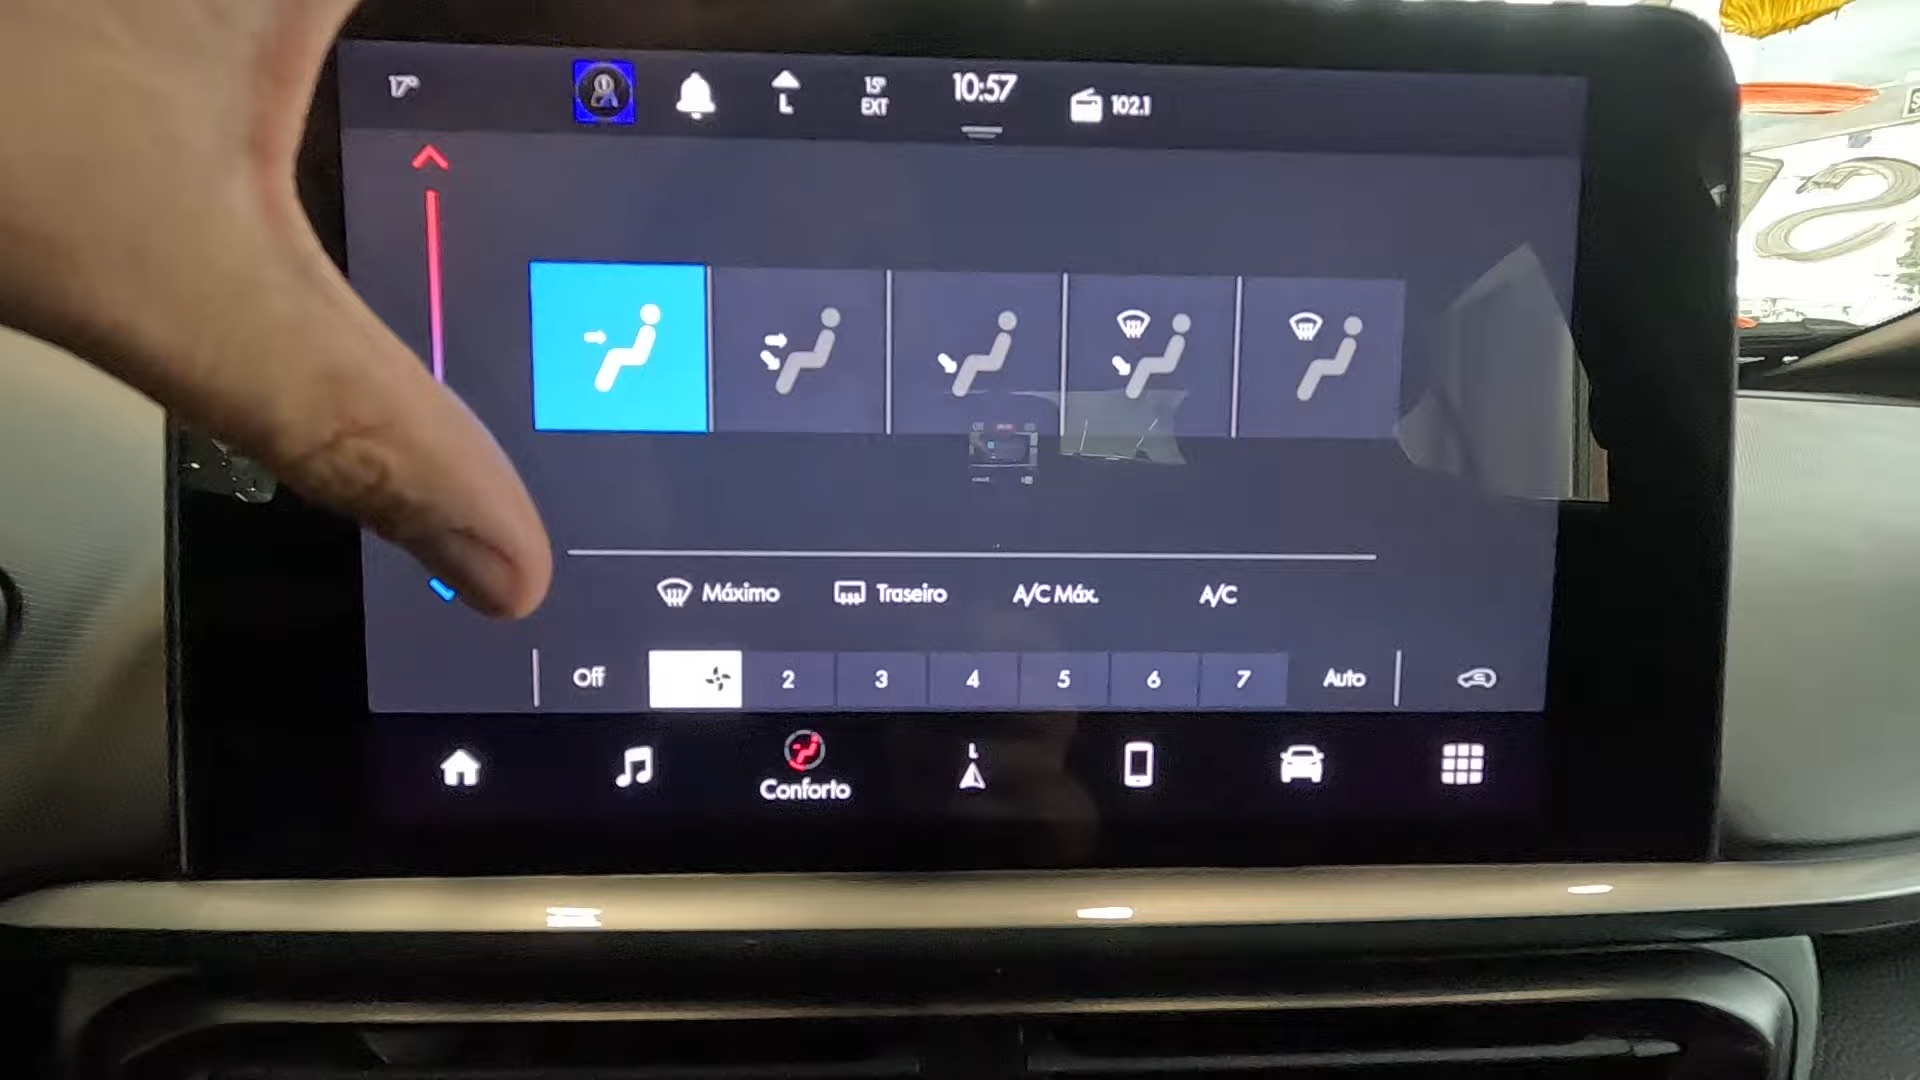 17°
L
15°
EXT
10:57
102.1
Máximo
Traseiro
A/C Máx.
A/C
Off
2
3
4
5
6
7
Auto
L
Conforto